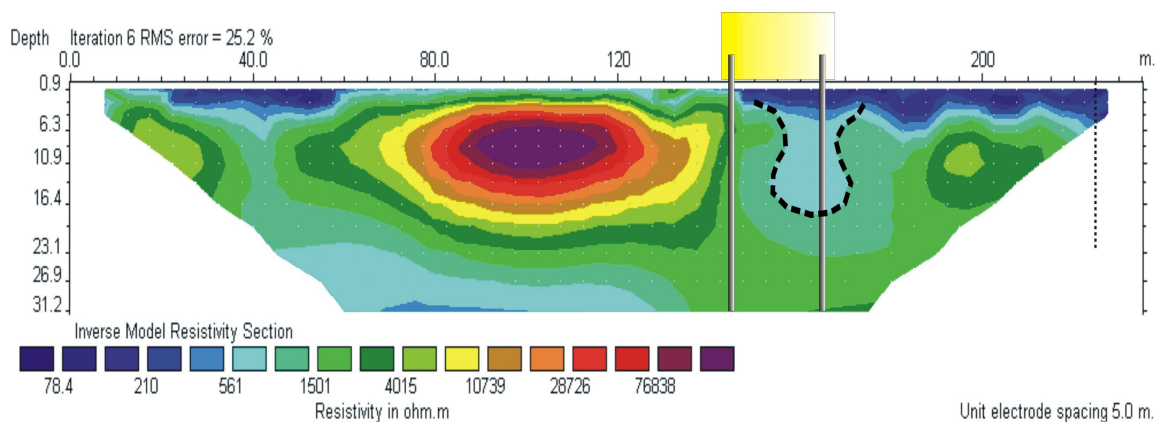 Depth Iteration 6 RMS error = 25.2 %
0.0 40.0 80.0 120 200 m.
0.9
6.3
10.9
16.4
23.1
26.9
31.2
Inverse Model Resistivity Section
78.4 210 561 1501 4015 10739 28726 76838
Resistivity in ohm.m
Unit electrode spacing 5.0 m.